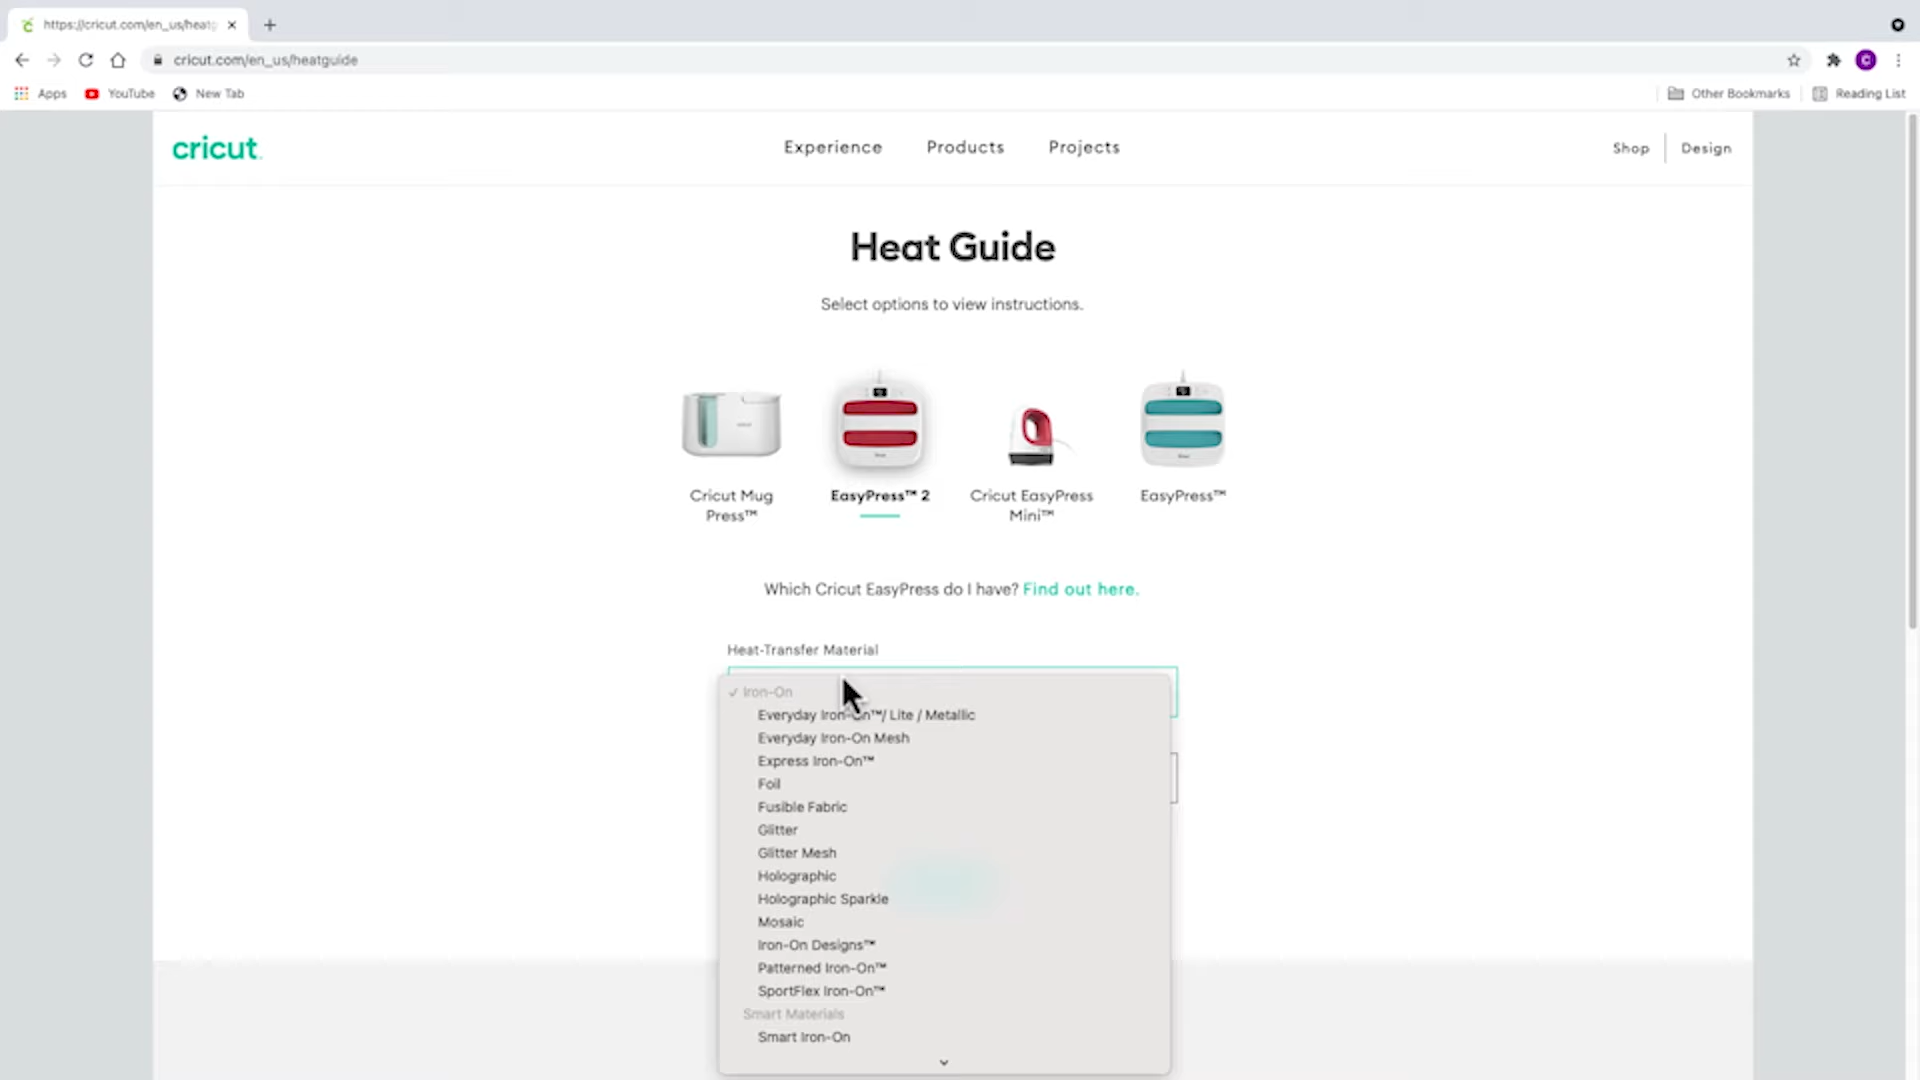 https://cricut.com/en_us/heatg
cricut.com/en_us/heatguide
Apps
YouTube
New Tab
Other Bookmarks
Reading List
cricut
Experience
Products
Projects
Shop
Design
Heat Guide
Select options to view instructions.
Cricut Mug
Press™
EasyPress™ 2
Cricut EasyPress
Mini™
EasyPress™
Which Cricut EasyPress do I have? Find out here.
Heat-Transfer Material
✓ Iron-On
Everyday Iron-On™/ Lite / Metallic
Everyday Iron-On Mesh
Express Iron-On™
Foil
Fusible Fabric
Glitter
Glitter Mesh
Holographic
Holographic Sparkle
Mosaic
Iron-On Designs™
Patterned Iron-On™
SportFlex Iron-On™
Smart Materials
Smart Iron-On